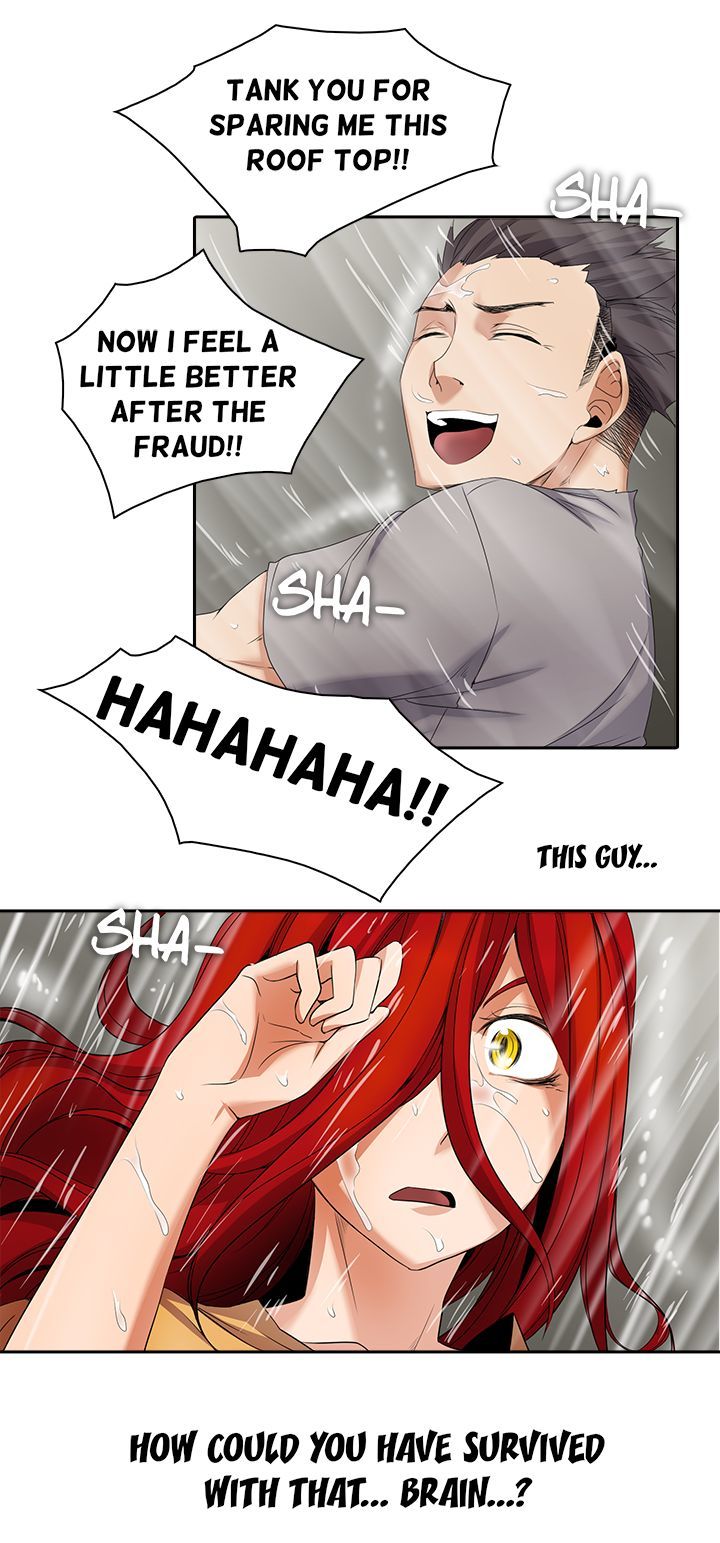 TANK YOU FOR
SPARING ME THIS
ROOF TOP!!
SHA-
NOW I FEEL A
LITTLE BETTER
AFTER THE
FRAUD!!
SHA-
HAHAHAHA!!
THIS GUY...
SHA-
HOW COULD YOU HAVE SURVIVED
WITH THAT... BRAIN...?